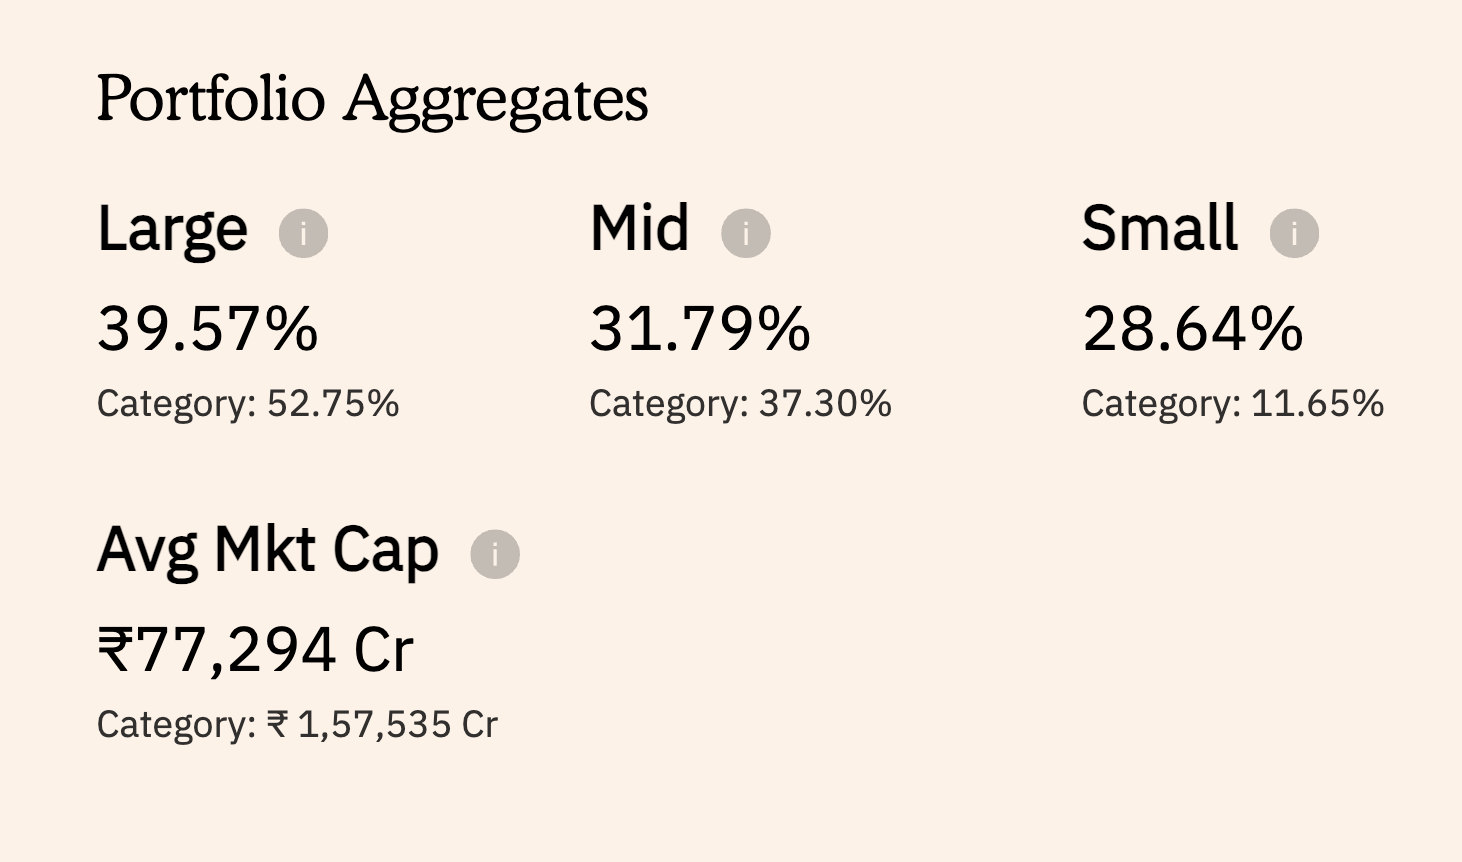 Portfolio Aggregates
Large i
Mid i
Small i
39.57%
31.79%
28.64%
Category: 52.75%
Category: 37.30%
Category: 11.65%
Avg Mkt Cap i
₹77,294 Cr
Category: ₹ 1,57,535 Cr